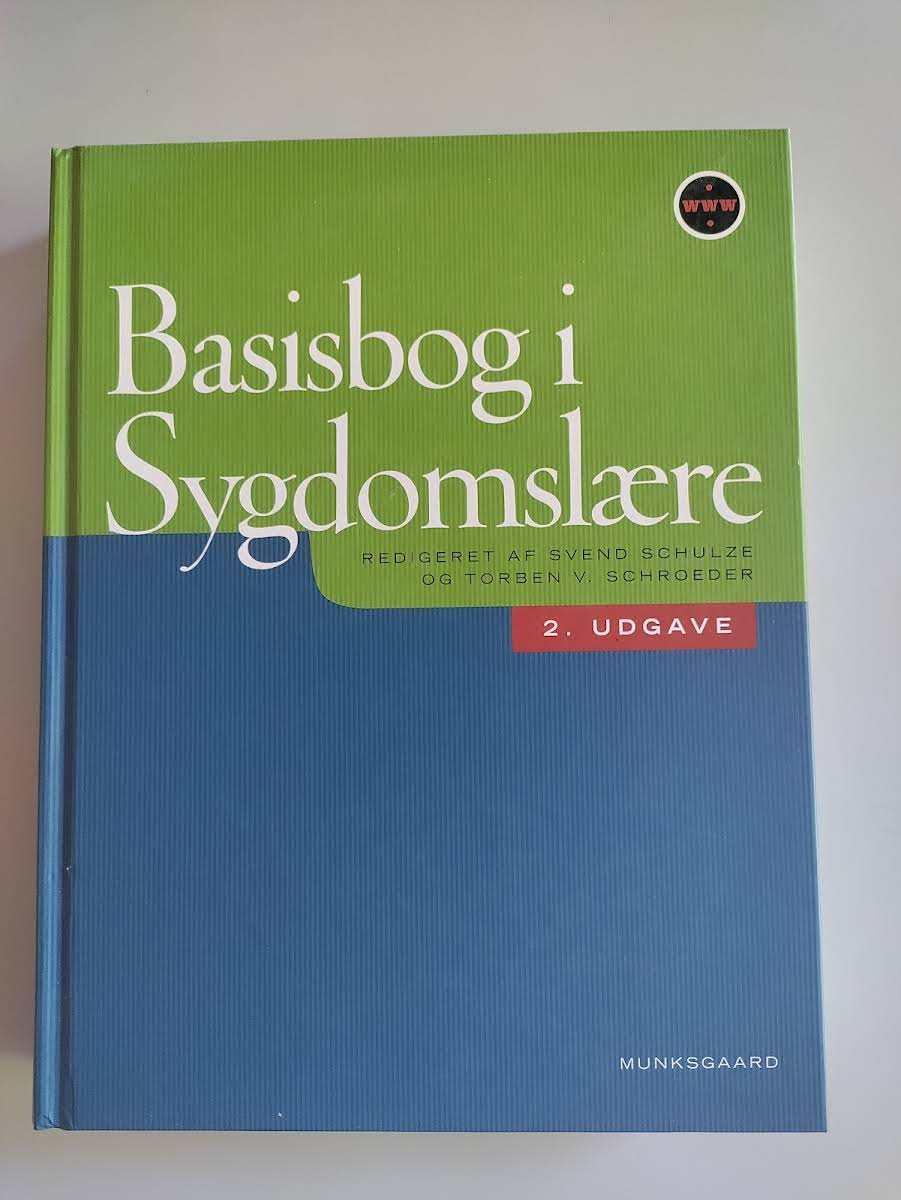 WWW
Basisbog i
Sygdomslære
REDIGERET AF SVEND SCHULZE
OG TORBEN V. SCHROEDER
2. UDGAVE
MUNKSGAARD